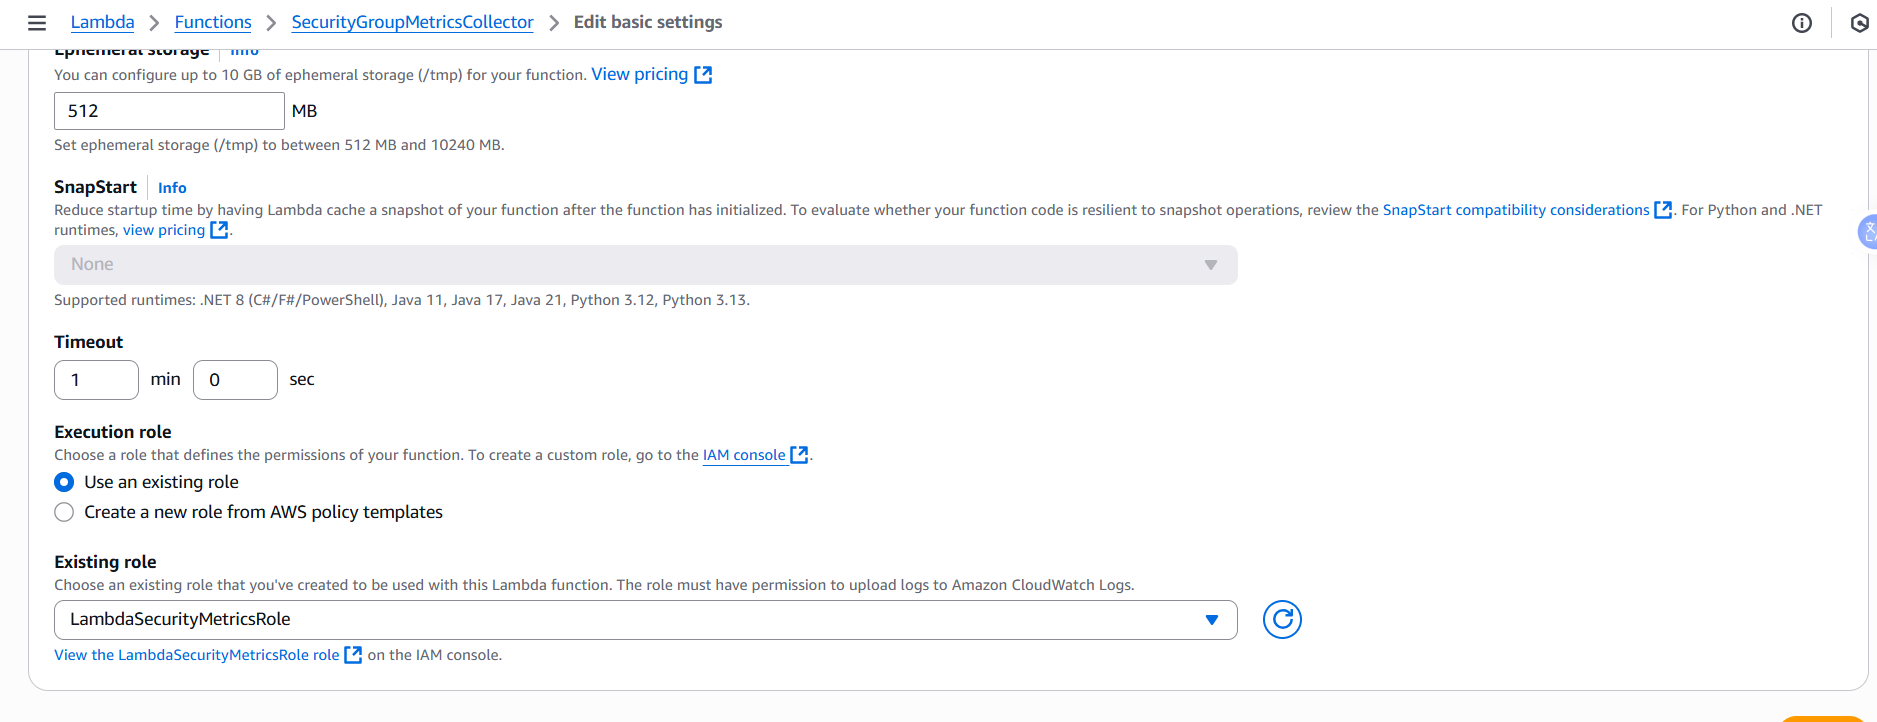 Lambda > Functions > SecurityGroupMetricsCollector > Edit basic settings
Ephemeral storage | Info
You can configure up to 10 GB of ephemeral storage (/tmp) for your function. View pricing
512 MB
Set ephemeral storage (/tmp) to between 512 MB and 10240 MB.
SnapStart | Info
Reduce startup time by having Lambda cache a snapshot of your function after the function has initialized. To evaluate whether your function code is resilient to snapshot operations, review the SnapStart compatibility considerations . For Python and .NET
runtimes, view pricing .
None
Supported runtimes: .NET 8 (C#/F#/PowerShell), Java 11, Java 17, Java 21, Python 3.12, Python 3.13.
Timeout
1 min 0 sec
Execution role
Choose a role that defines the permissions of your function. To create a custom role, go to the IAM console .
Use an existing role
Create a new role from AWS policy templates
Existing role
Choose an existing role that you've created to be used with this Lambda function. The role must have permission to upload logs to Amazon CloudWatch Logs.
LambdaSecurityMetricsRole
View the LambdaSecurityMetricsRole role on the IAM console.